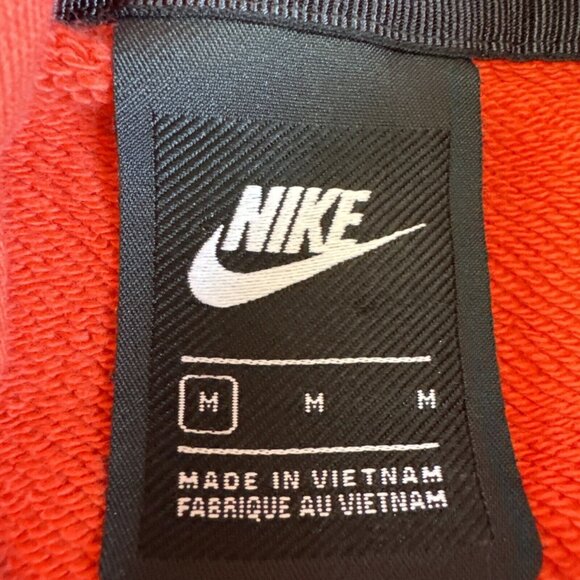 NIKE
M M M
MADE IN VIETNAM
FABRIQUE AU VIETNAM